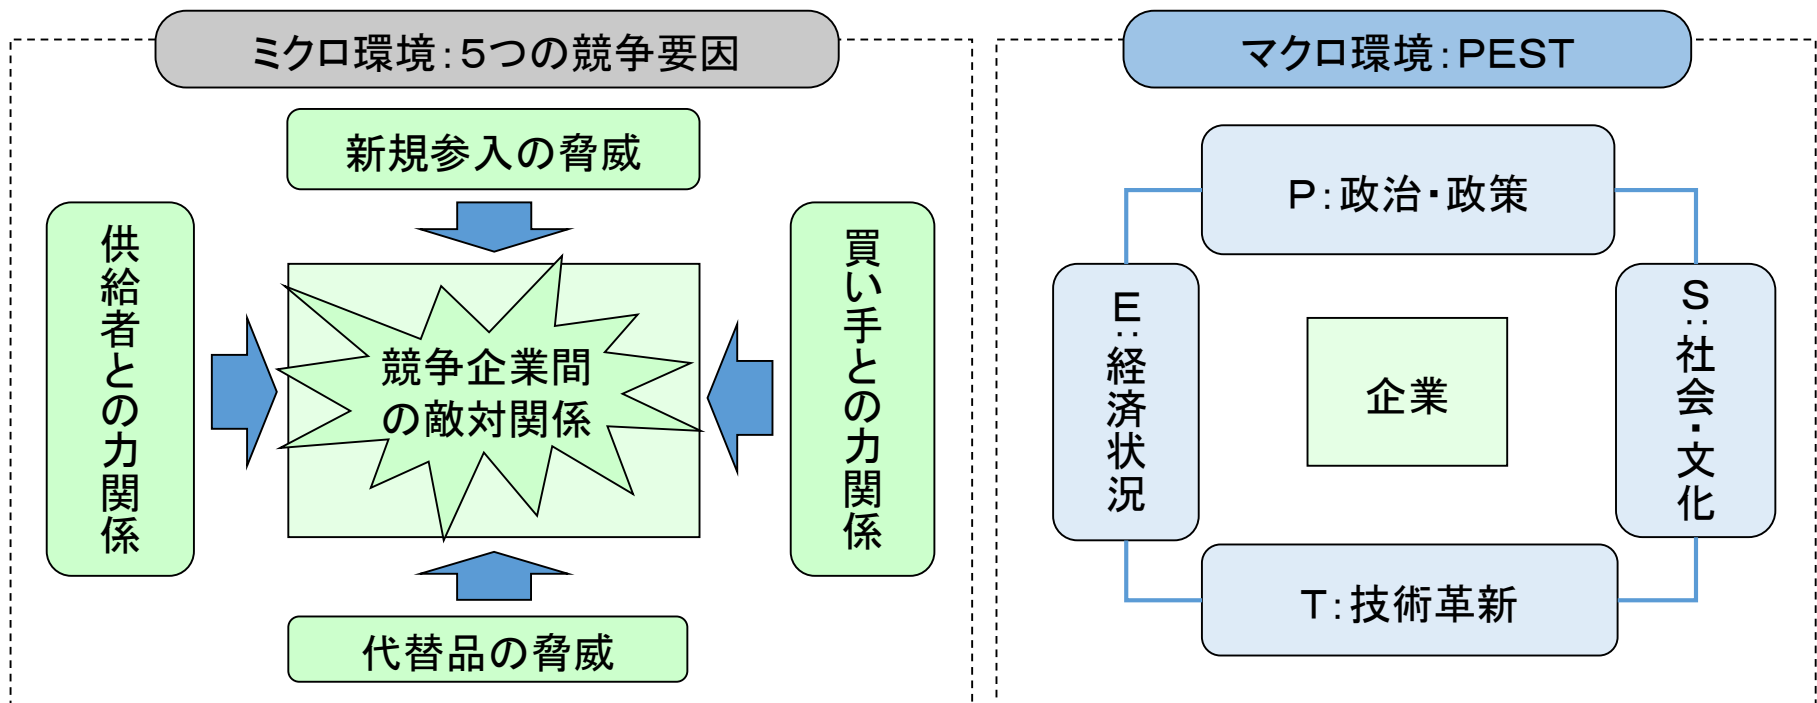 ミクロ環境：５つの競争要因
新規参入の脅威
供給者との力関係
競争企業間
の敵対関係
買い手との力関係
代替品の脅威
マクロ環境：PEST
Ｐ：政治・政策
Ｅ：経済状況
企業
Ｓ：社会・文化
Ｔ：技術革新